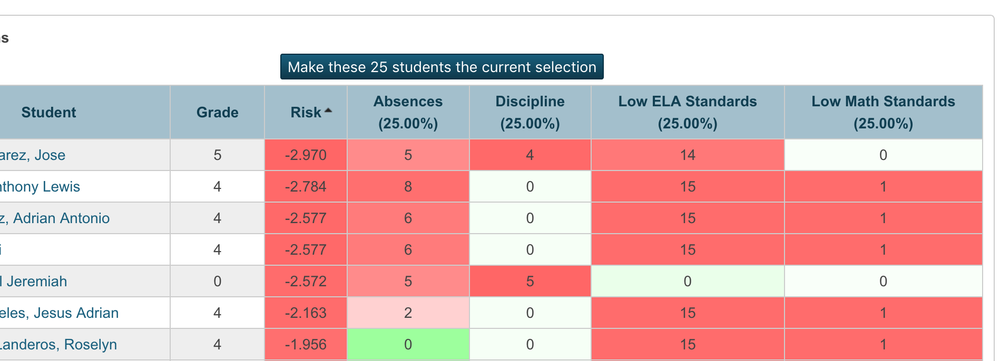 Make these 25 students the current selection
Student Grade Risk Absences (25.00%) Discipline (25.00%) Low ELA Standards (25.00%) Low Math Standards (25.00%)
Jose 5 -2.970 5 4 14 0
Lewis 4 -2.784 8 0 15 1
Adrian Antonio 4 -2.577 6 0 15 1
4 -2.577 6 0 15 1
Jeremiah 0 -2.572 5 5 0 0
Jesus Adrian 4 -2.163 2 0 15 1
Landeros, Roselyn 4 -1.956 0 0 15 1